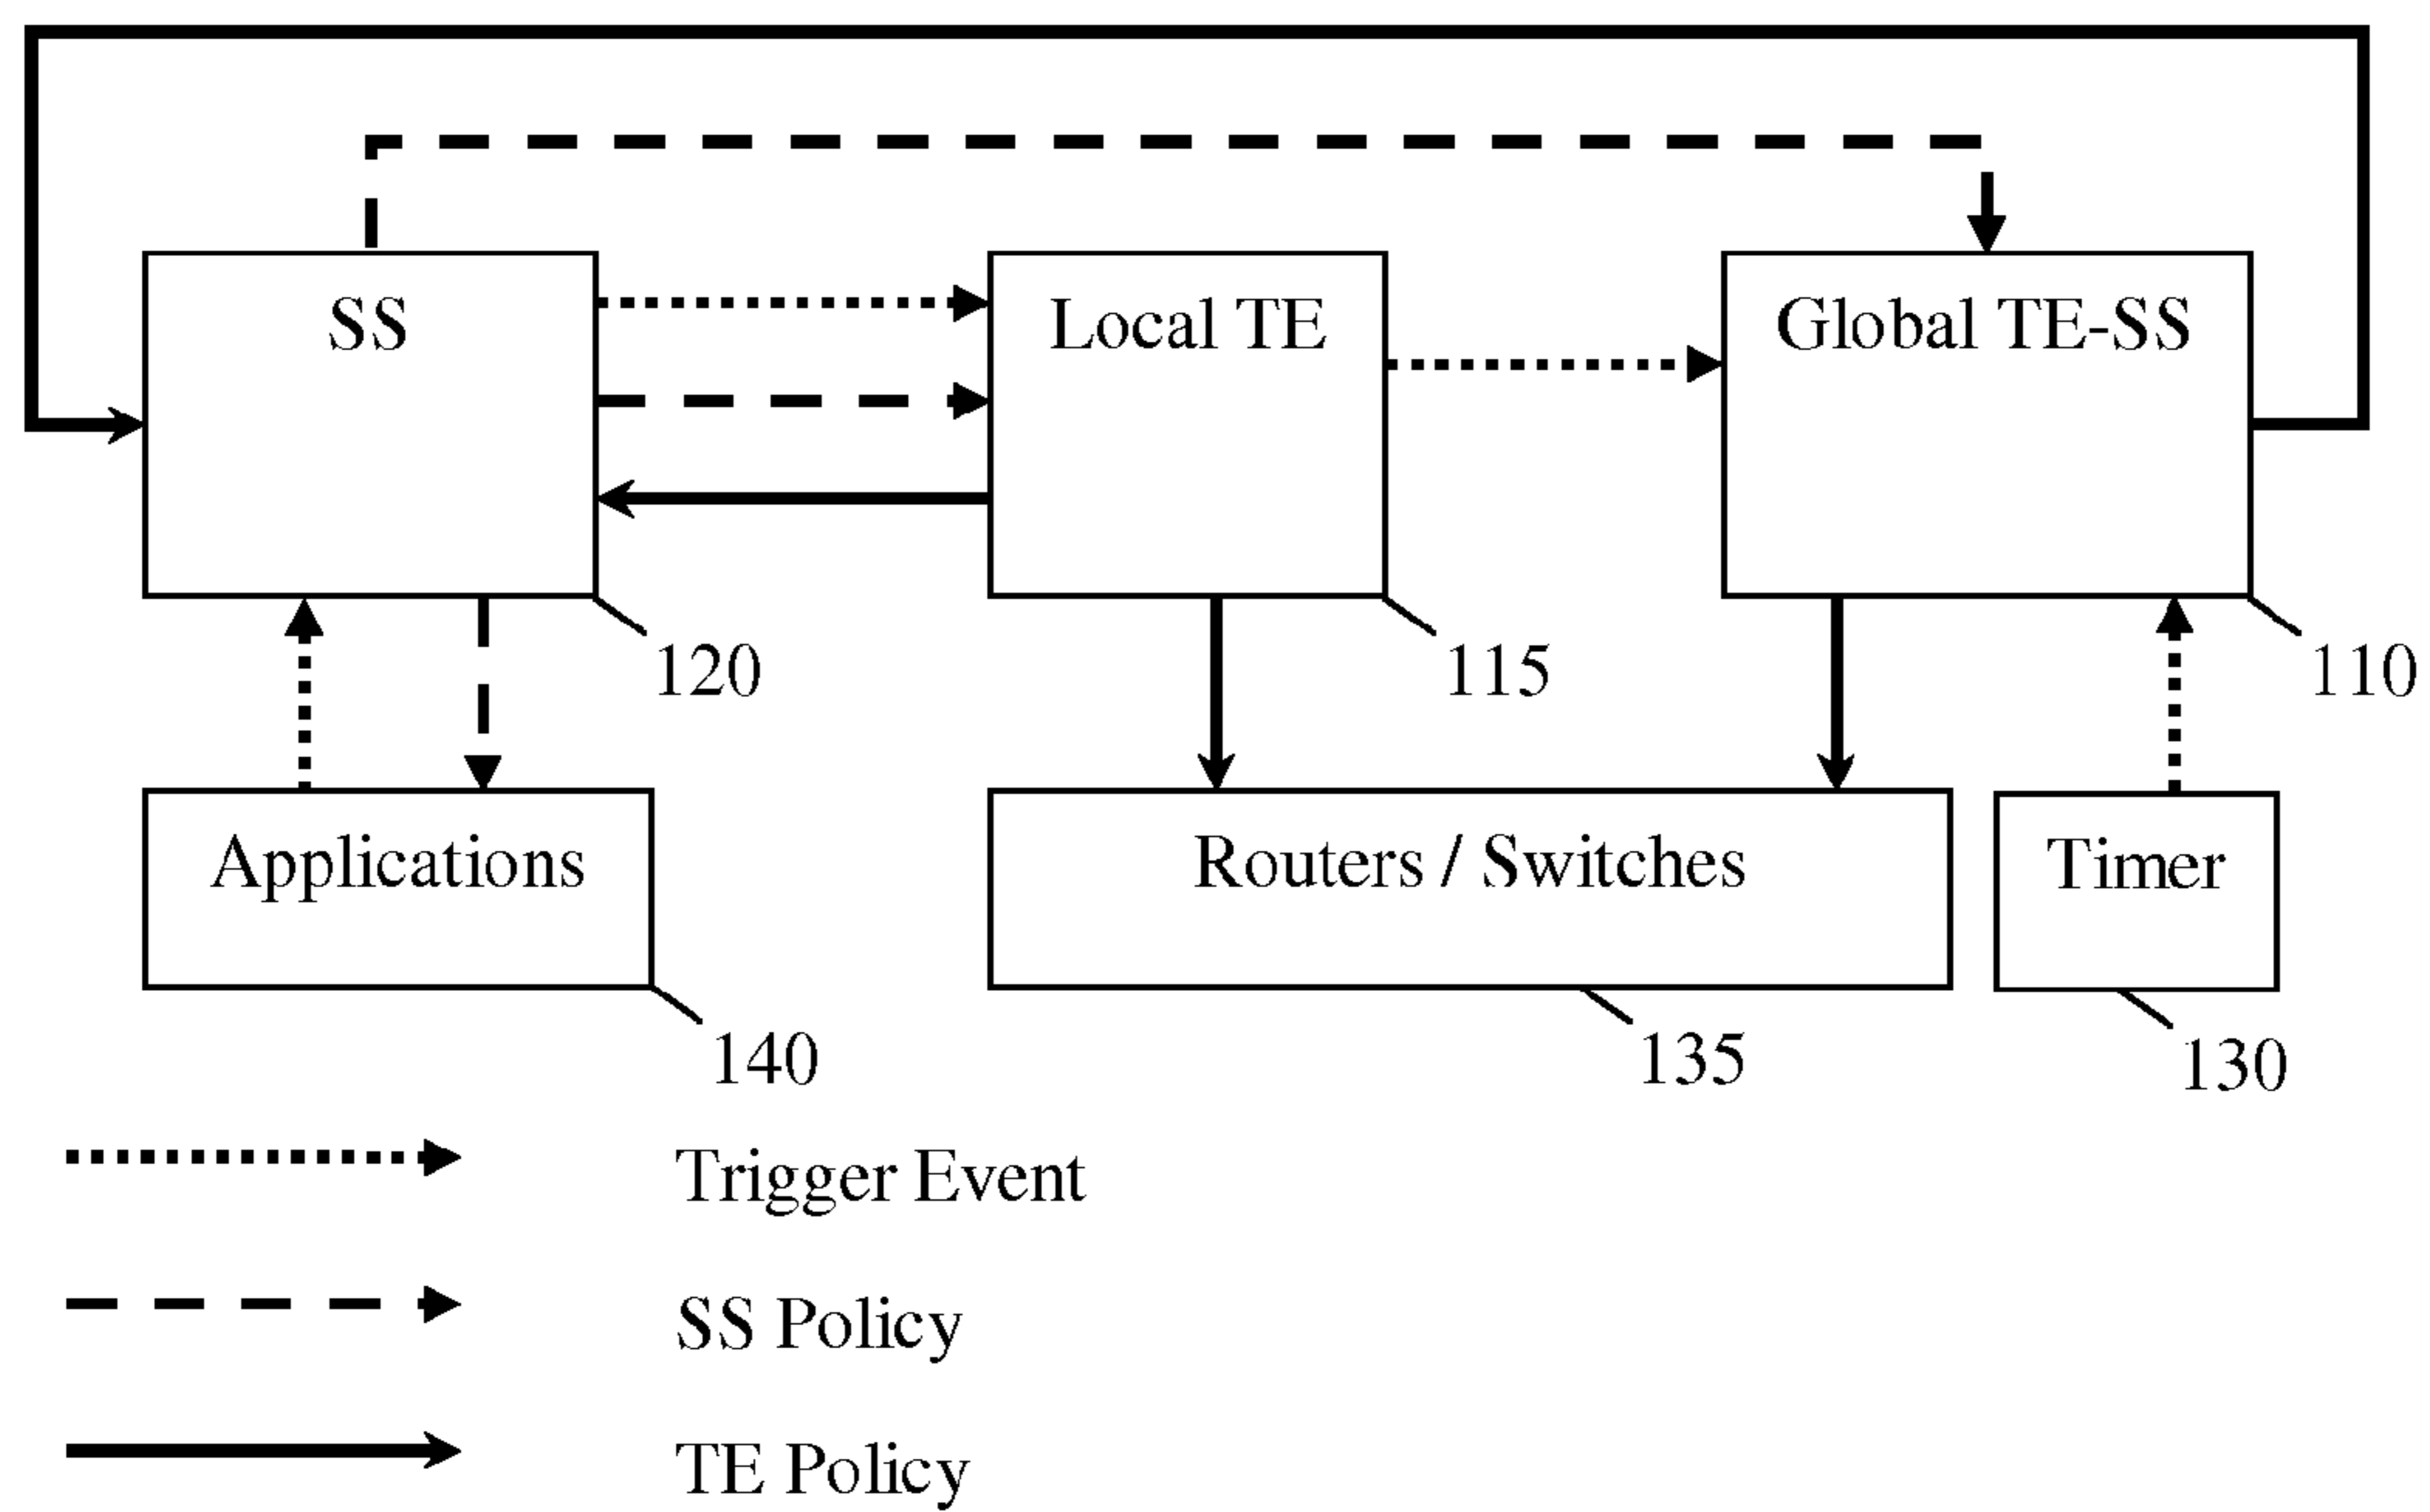 SS
Local TE
Global TE-SS
120
115
110
Applications
Routers / Switches
Timer
140
135
130
Trigger Event
SS Policy
TE Policy